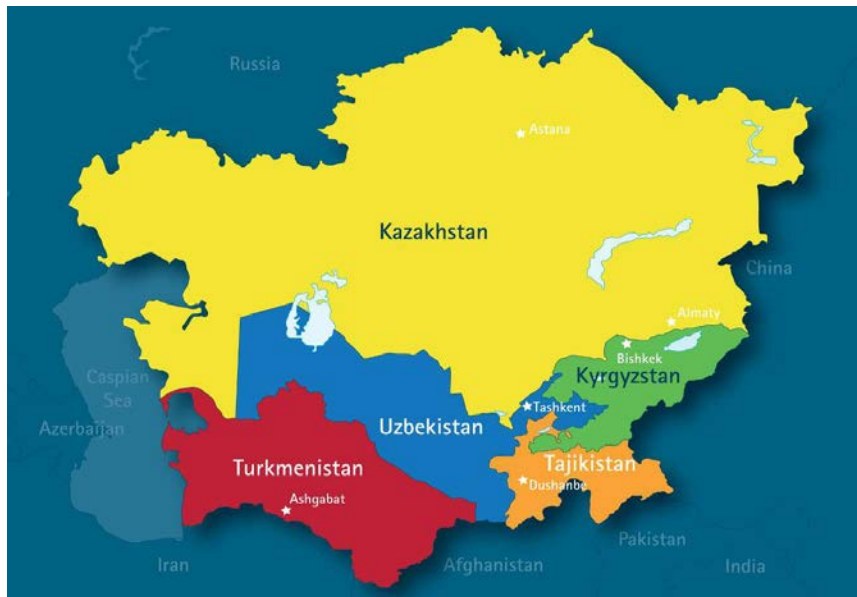 Russia
Astana
Kazakhstan
China
Almaty
Bishkek
Kyrgyzstan
Caspian
Sea
Azerbaijan
Tashkent
Uzbekistan
Turkmenistan
Tajikistan
Dushanbe
Ashgabat
Pakistan
Iran
Afghanistan
India